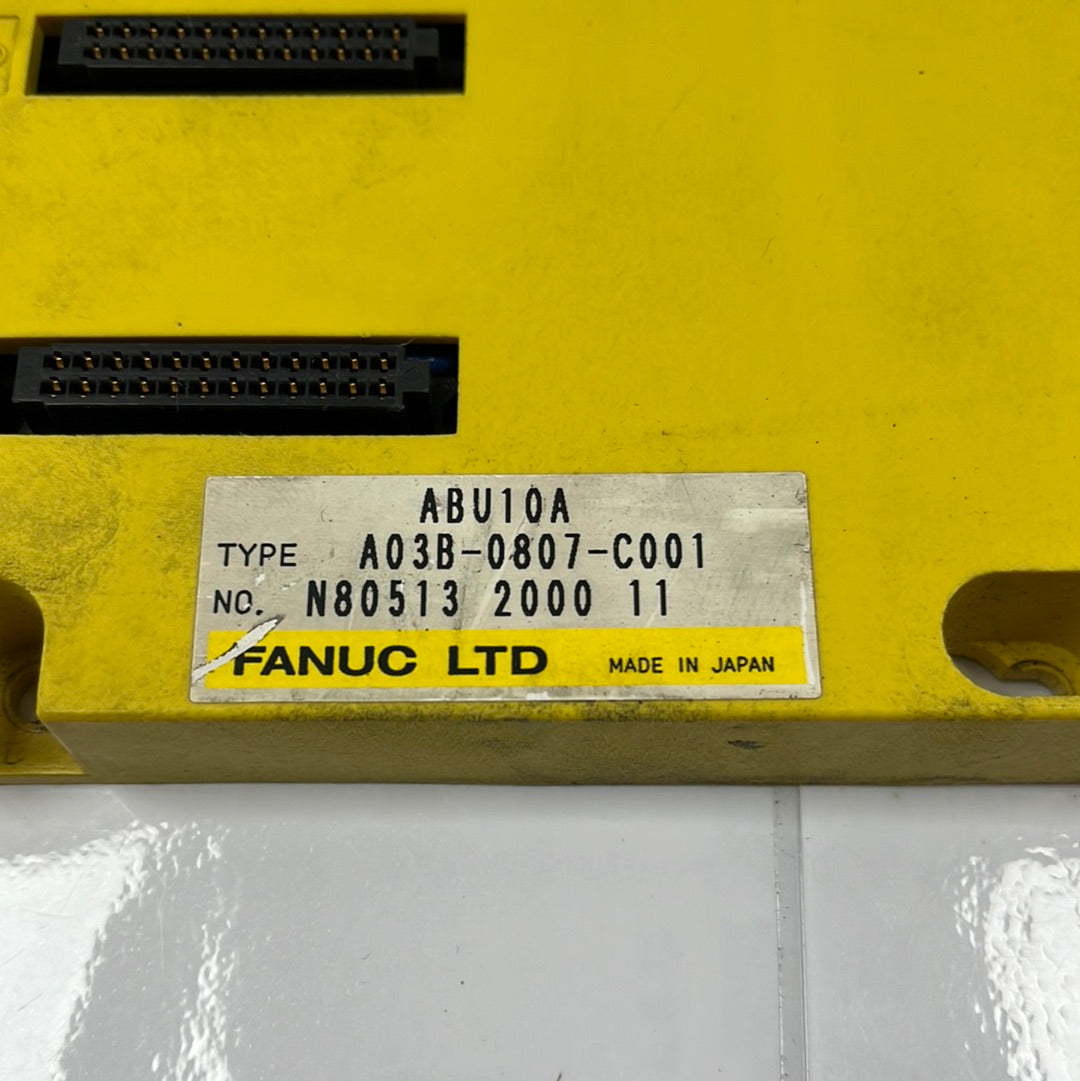 ABU10A
TYPE A03B-0807-C001
NO. N80513 2000 11
FANUC LTD MADE IN JAPAN